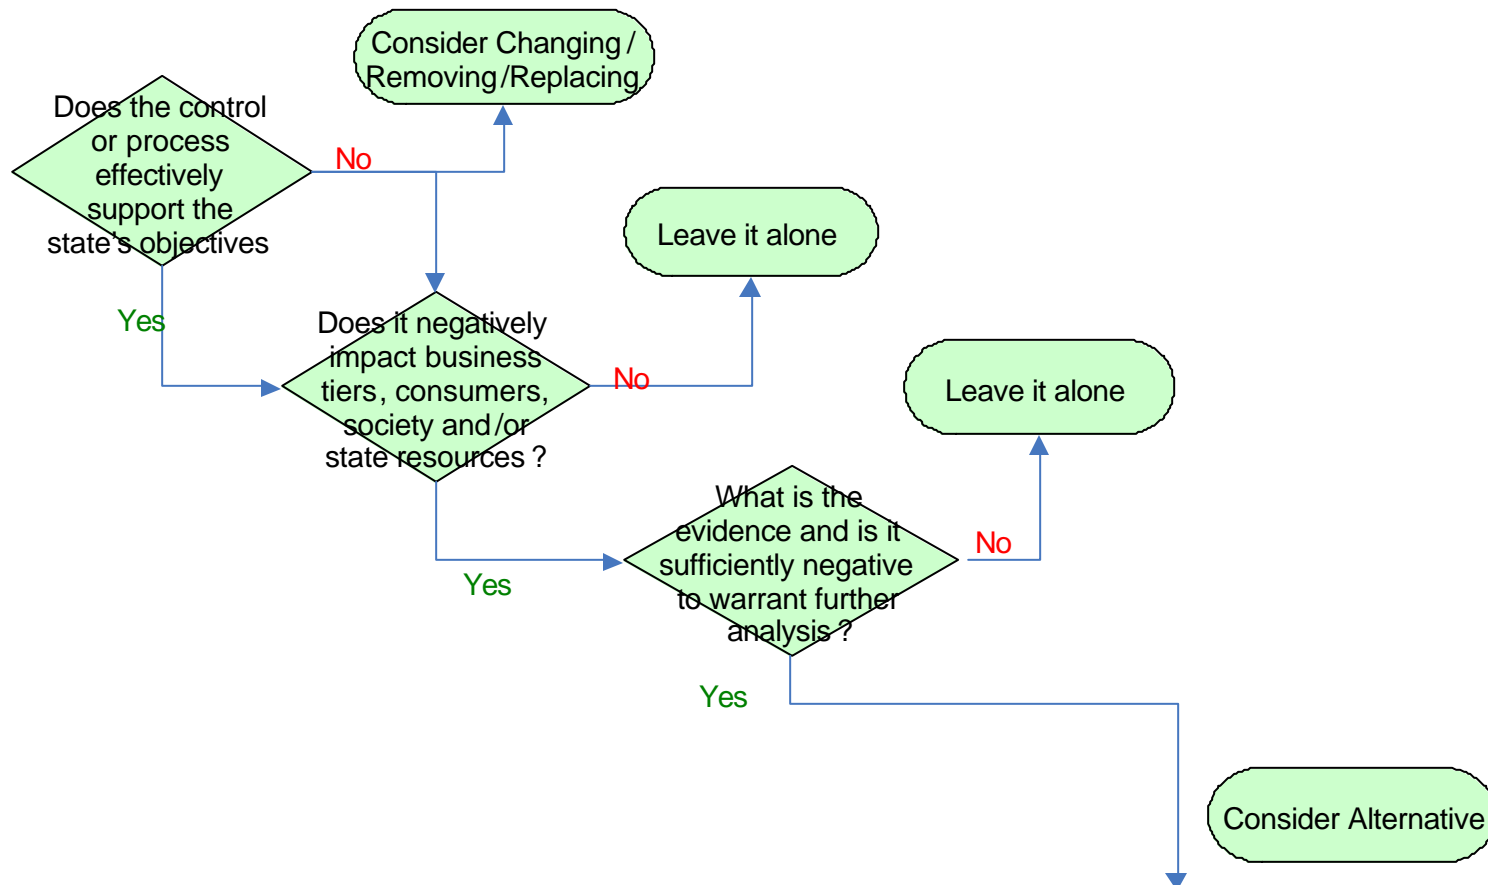 Consider Changing /
Removing /Replacing
Does the control
or process
effectively
support the
state's objectives
No
Leave it alone
Yes
Does it negatively
impact business
tiers, consumers,
society and /or
state resources ?
No
Leave it alone
What is the
evidence and is it
sufficiently negative
to warrant further
analysis ?
No
Yes
Yes
Consider Alternative